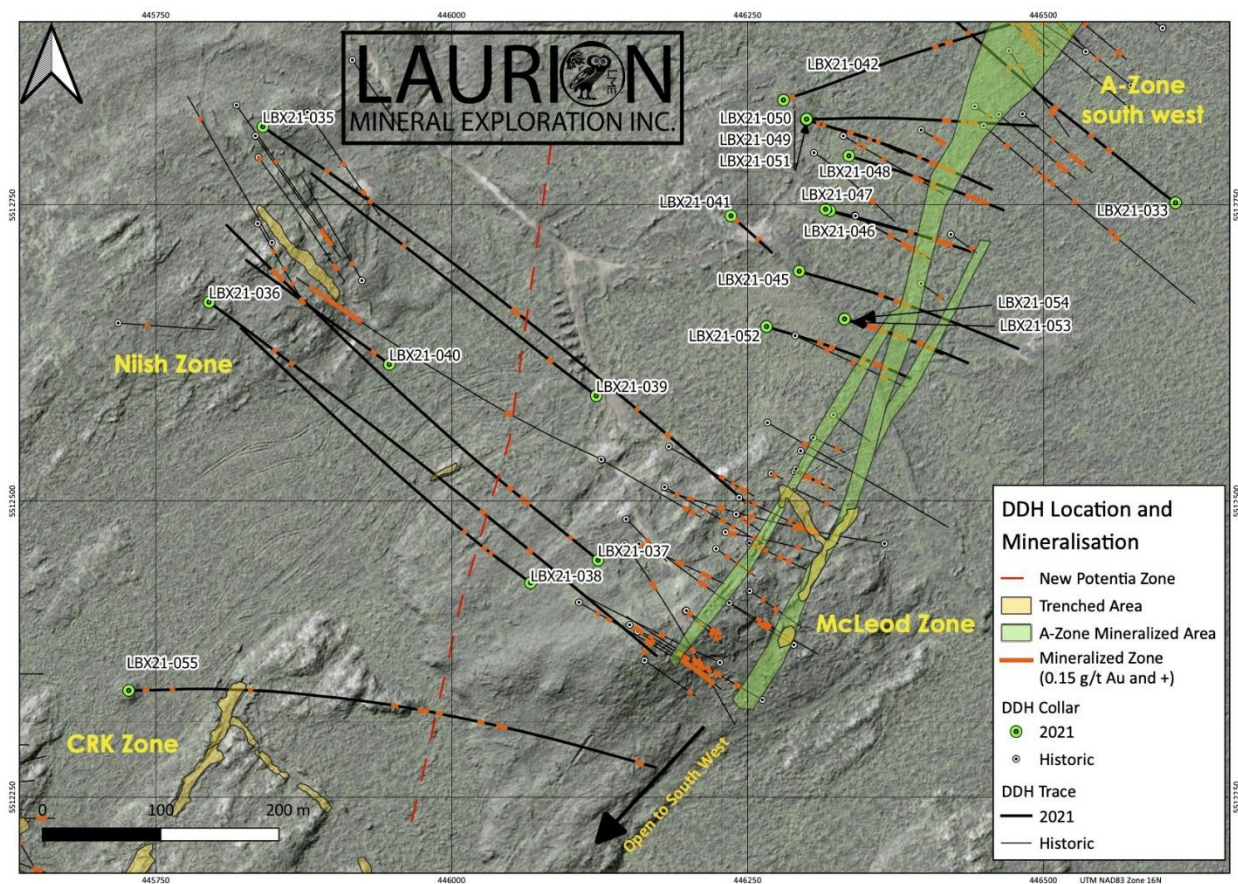 445750
446000
446250
446500
LAURION
LME
MINERAL EXPLORATION INC.
LBX21-042
A-Zone
south west
LBX21-035
LBX21-050
LBX21-049
LBX21-051
LBX21-048
5512750
5512750
LBX21-047
LBX21-041
LBX21-033
LBX21-046
LBX21-045
LBX21-036
LBX21-054
LBX21-053
LBX21-052
Niish Zone
LBX21-040
LBX21-039
5512500
5512500
DDH Location and
Mineralisation
New Potentia Zone
Trenched Area
A-Zone Mineralized Area
Mineralized Zone
(0.15 g/t Au and +)
DDH Collar
2021
Historic
DDH Trace
2021
Historic
LBX21-037
LBX21-038
McLeod Zone
LBX21-055
CRK Zone
Open to South West
5512250
5512250
0
100
200 m
445750
446000
446250
446500
UTM NAD83 Zone 16N